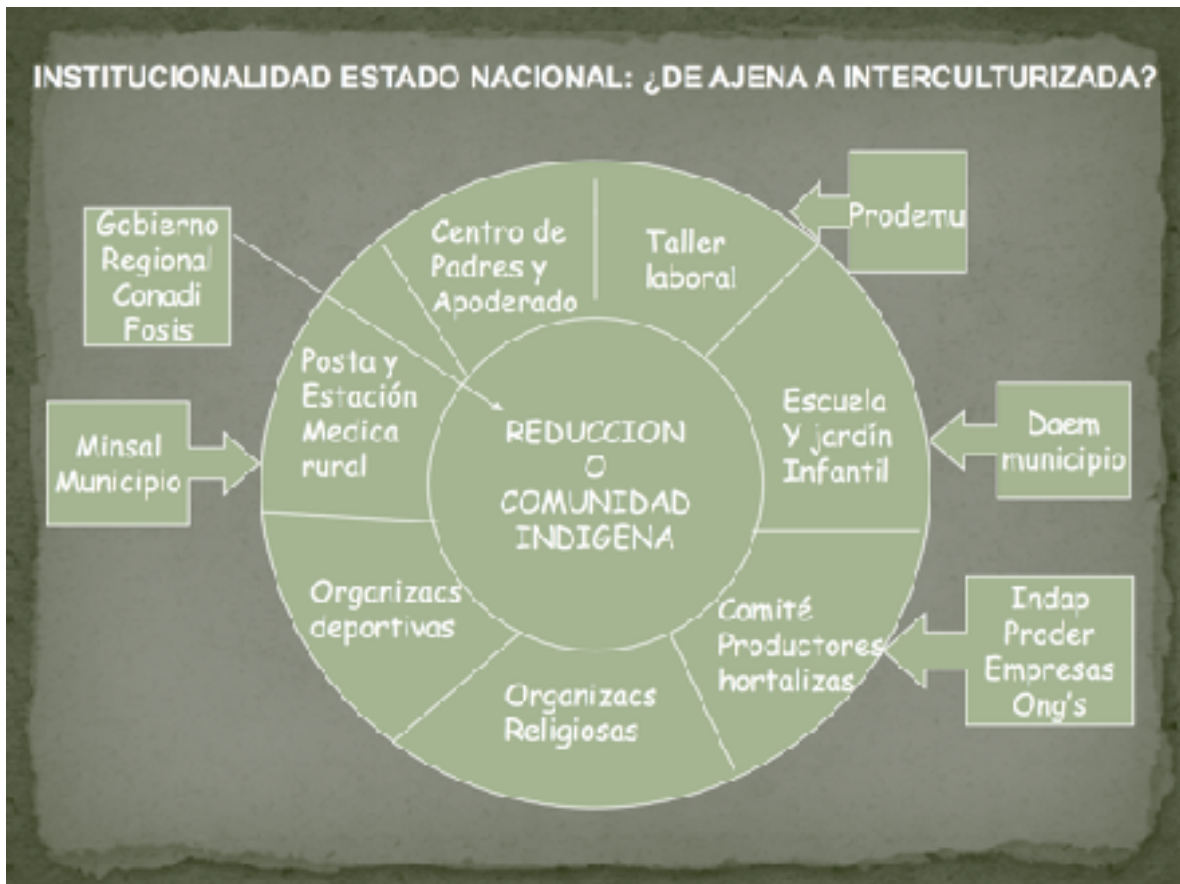 INSTITUCIONALIDAD ESTADO NACIONAL: ¿DE AJENA A INTERCULTURIZADA?
Gobierno
Regional
Conadi
Fosis
Minsal
Municipio
Centro de
Padres y
Apoderado
Taller
laboral
Prodemu
Posta y
Estación
Medica
rural
REDUCCION
O
COMUNIDAD
INDIGENA
Escuela
Y jardín
Infantil
Daem
municipio
Organizacs
deportivas
Organizacs
Religiosas
Comité
Productores
hortalizas
Indap
Proder
Empresas
Ong's